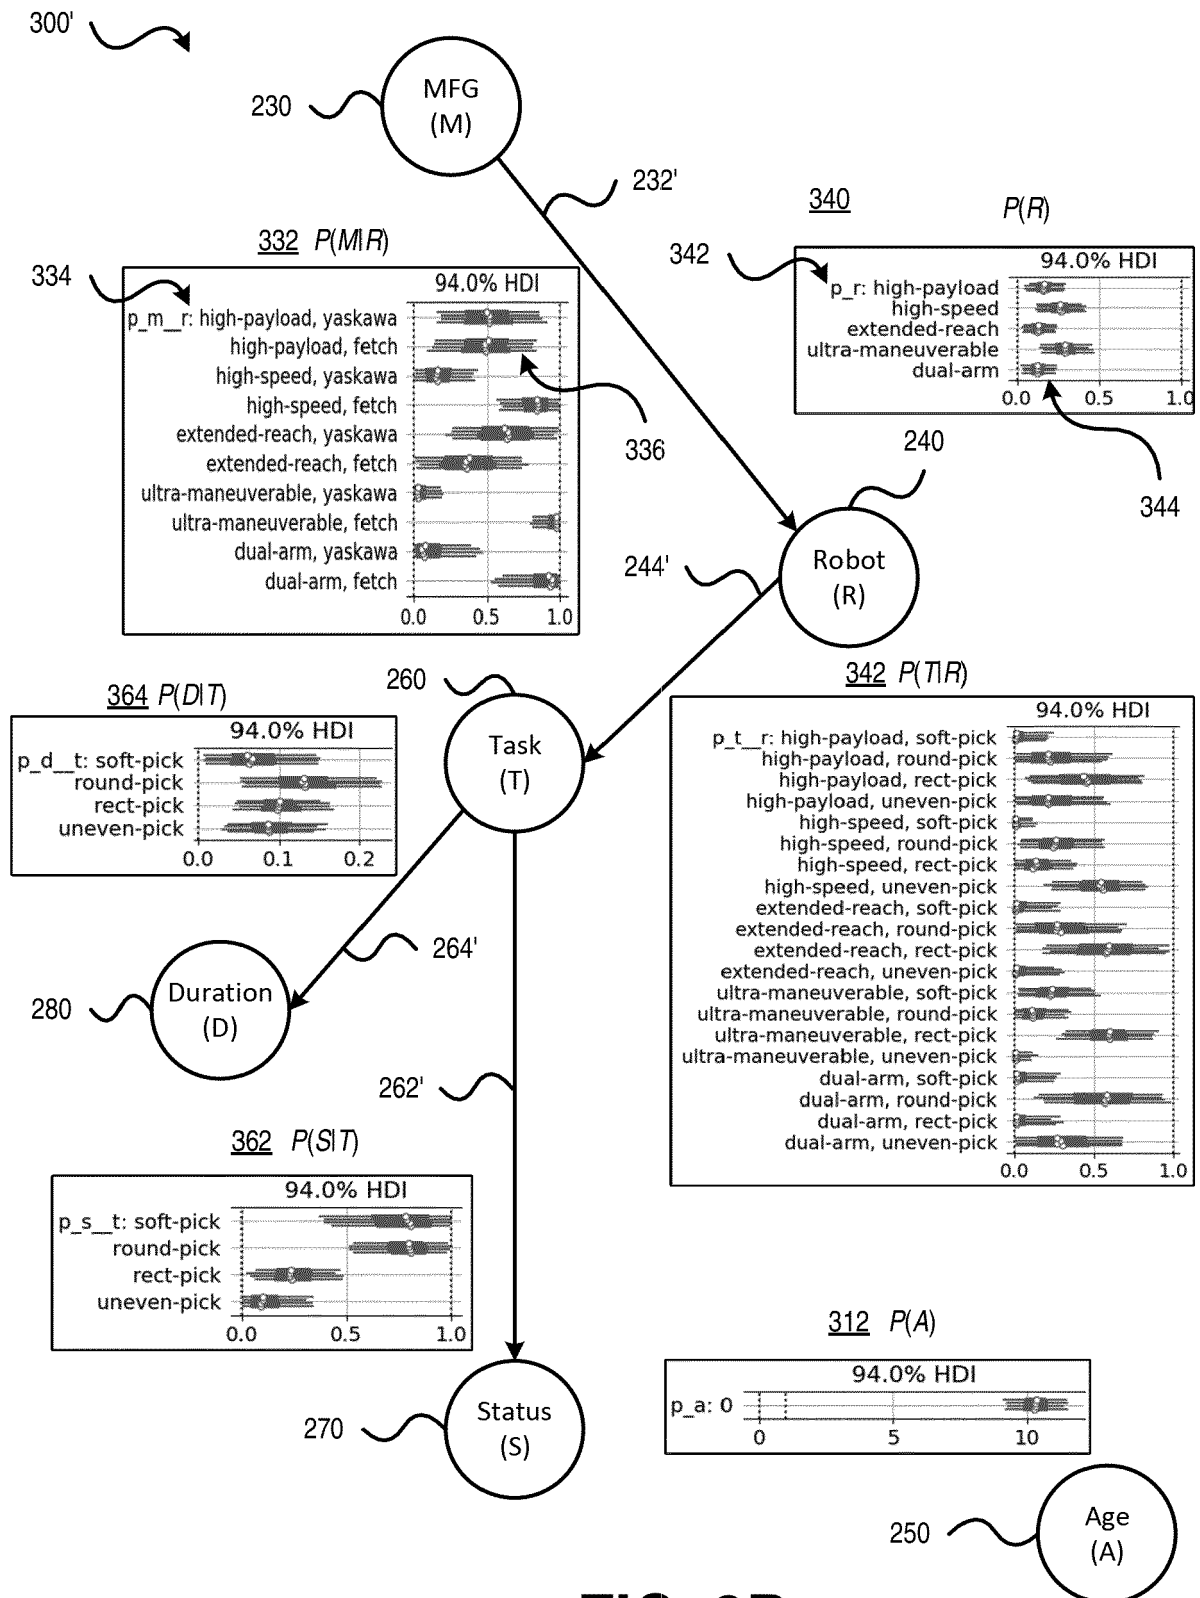 300'
MFG
(M)
230
232'
340 P(R)
342
94.0% HDI
p_r: high-payload
high-speed
extended-reach
ultra-maneuverable
dual-arm
0.0 0.5 1.0
344
332 P(M|R)
334
94.0% HDI
p_m__r: high-payload, yaskawa
high-payload, fetch
high-speed, yaskawa
high-speed, fetch
extended-reach, yaskawa
extended-reach, fetch
ultra-maneuverable, yaskawa
ultra-maneuverable, fetch
dual-arm, yaskawa
dual-arm, fetch
0.0 0.5 1.0
336
240
Robot
(R)
244'
342 P(T|R)
94.0% HDI
p_t__r: high-payload, soft-pick
high-payload, round-pick
high-payload, rect-pick
high-payload, uneven-pick
high-speed, soft-pick
high-speed, round-pick
high-speed, rect-pick
high-speed, uneven-pick
extended-reach, soft-pick
extended-reach, round-pick
extended-reach, rect-pick
extended-reach, uneven-pick
ultra-maneuverable, soft-pick
ultra-maneuverable, round-pick
ultra-maneuverable, rect-pick
ultra-maneuverable, uneven-pick
dual-arm, soft-pick
dual-arm, round-pick
dual-arm, rect-pick
dual-arm, uneven-pick
0.0 0.5 1.0
260
Task
(T)
364 P(D|T)
94.0% HDI
p_d__t: soft-pick
round-pick
rect-pick
uneven-pick
0.0 0.1 0.2
264'
280
Duration
(D)
262'
362 P(S|T)
94.0% HDI
p_s__t: soft-pick
round-pick
rect-pick
uneven-pick
0.0 0.5 1.0
270
Status
(S)
312 P(A)
94.0% HDI
p_a: 0
0 5 10
250
Age
(A)